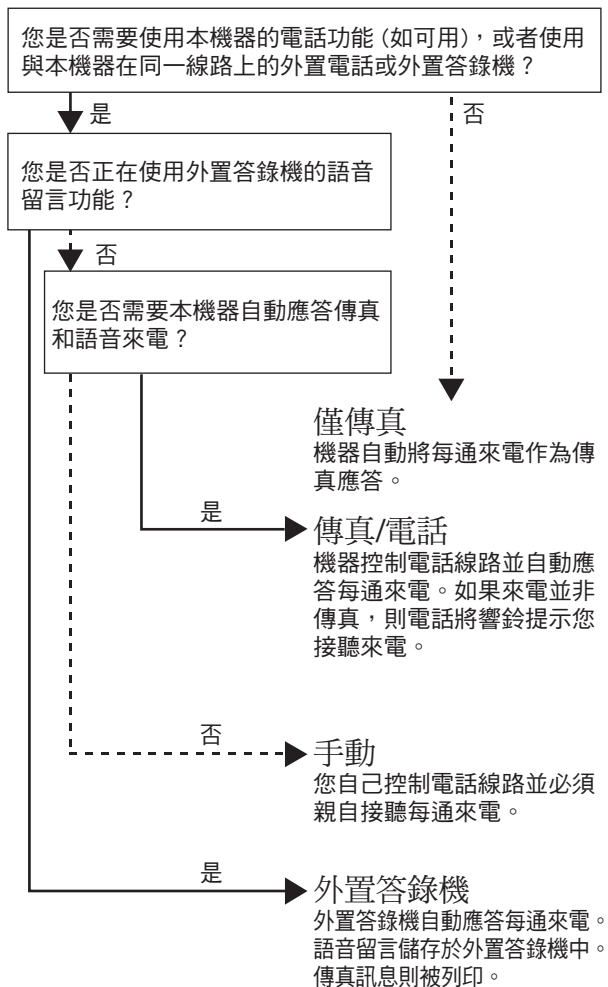 您是否需要使用本機器的電話功能 (如可用)，或者使用
與本機器在同一線路上的外置電話或外置答錄機？
是
否
您是否正在使用外置答錄機的語音
留言功能？
否
您是否需要本機器自動應答傳真
和語音來電？
僅傳真
機器自動將每通來電作為傳
真應答。
是
傳真/電話
機器控制電話線路並自動應
答每通來電。如果來電並非
傳真，則電話將響鈴提示您
接聽來電。
否
手動
您自己控制電話線路並必須
親自接聽每通來電。
是
外置答錄機
外置答錄機自動應答每通來電。
語音留言儲存於外置答錄機中。
傳真訊息則被列印。